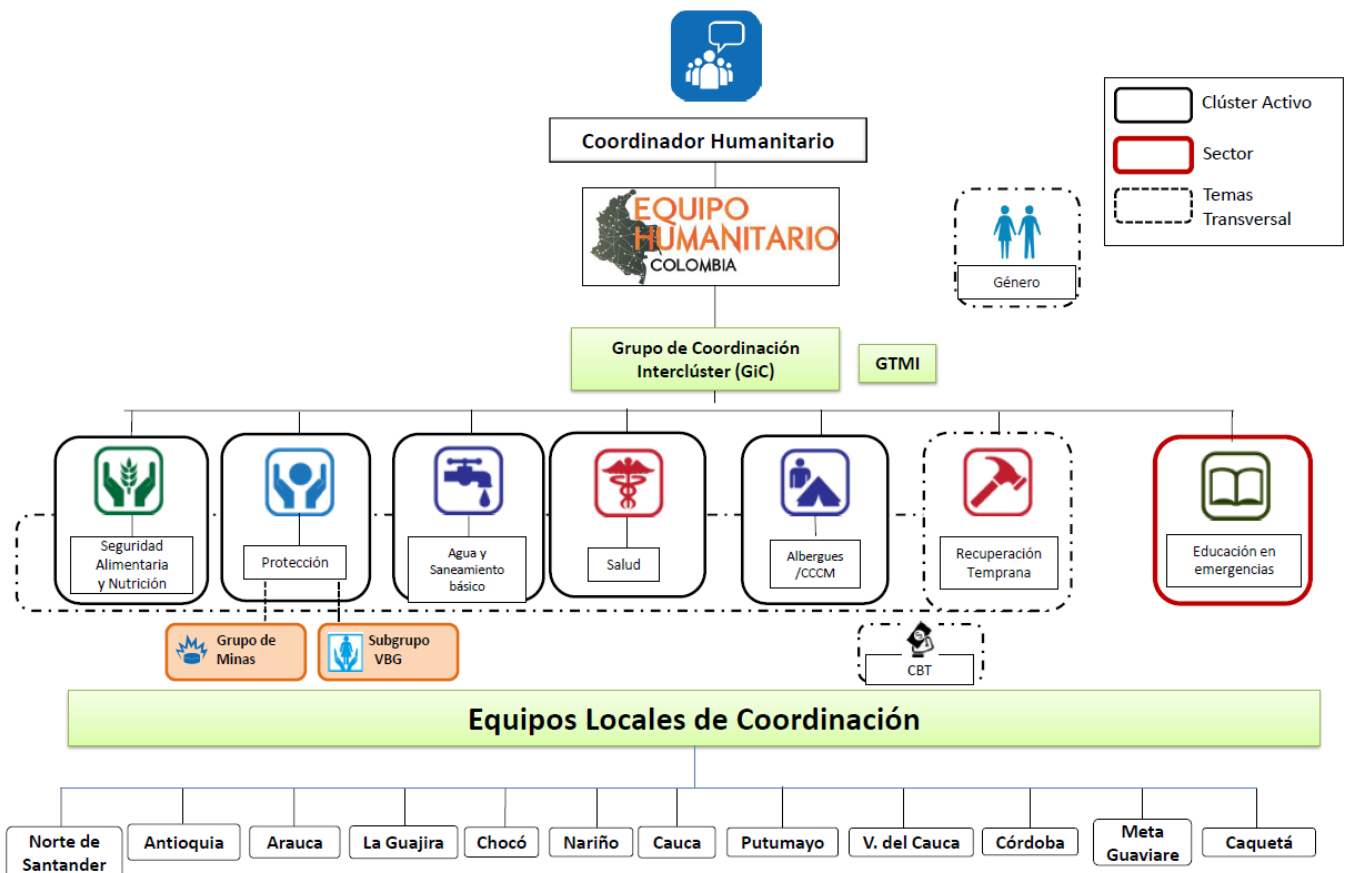 Coordinador Humanitario
Clúster Activo
Sector
Temas
Transversal
EQUIPO
HUMANITARIO
COLOMBIA
Género
Grupo de Coordinación
Interclúster (GiC)
GTMI
Seguridad
Alimentaria
y Nutrición
Protección
Agua y
Saneamiento
básico
Salud
Albergues
/CCCM
Recuperación
Temprana
Educación en
emergencias
Grupo de
Minas
Subgrupo
VBG
CBT
Equipos Locales de Coordinación
Norte de
Santander
Antioquia
Arauca
La Guajira
Chocó
Nariño
Cauca
Putumayo
V. del Cauca
Córdoba
Meta
Guaviare
Caquetá